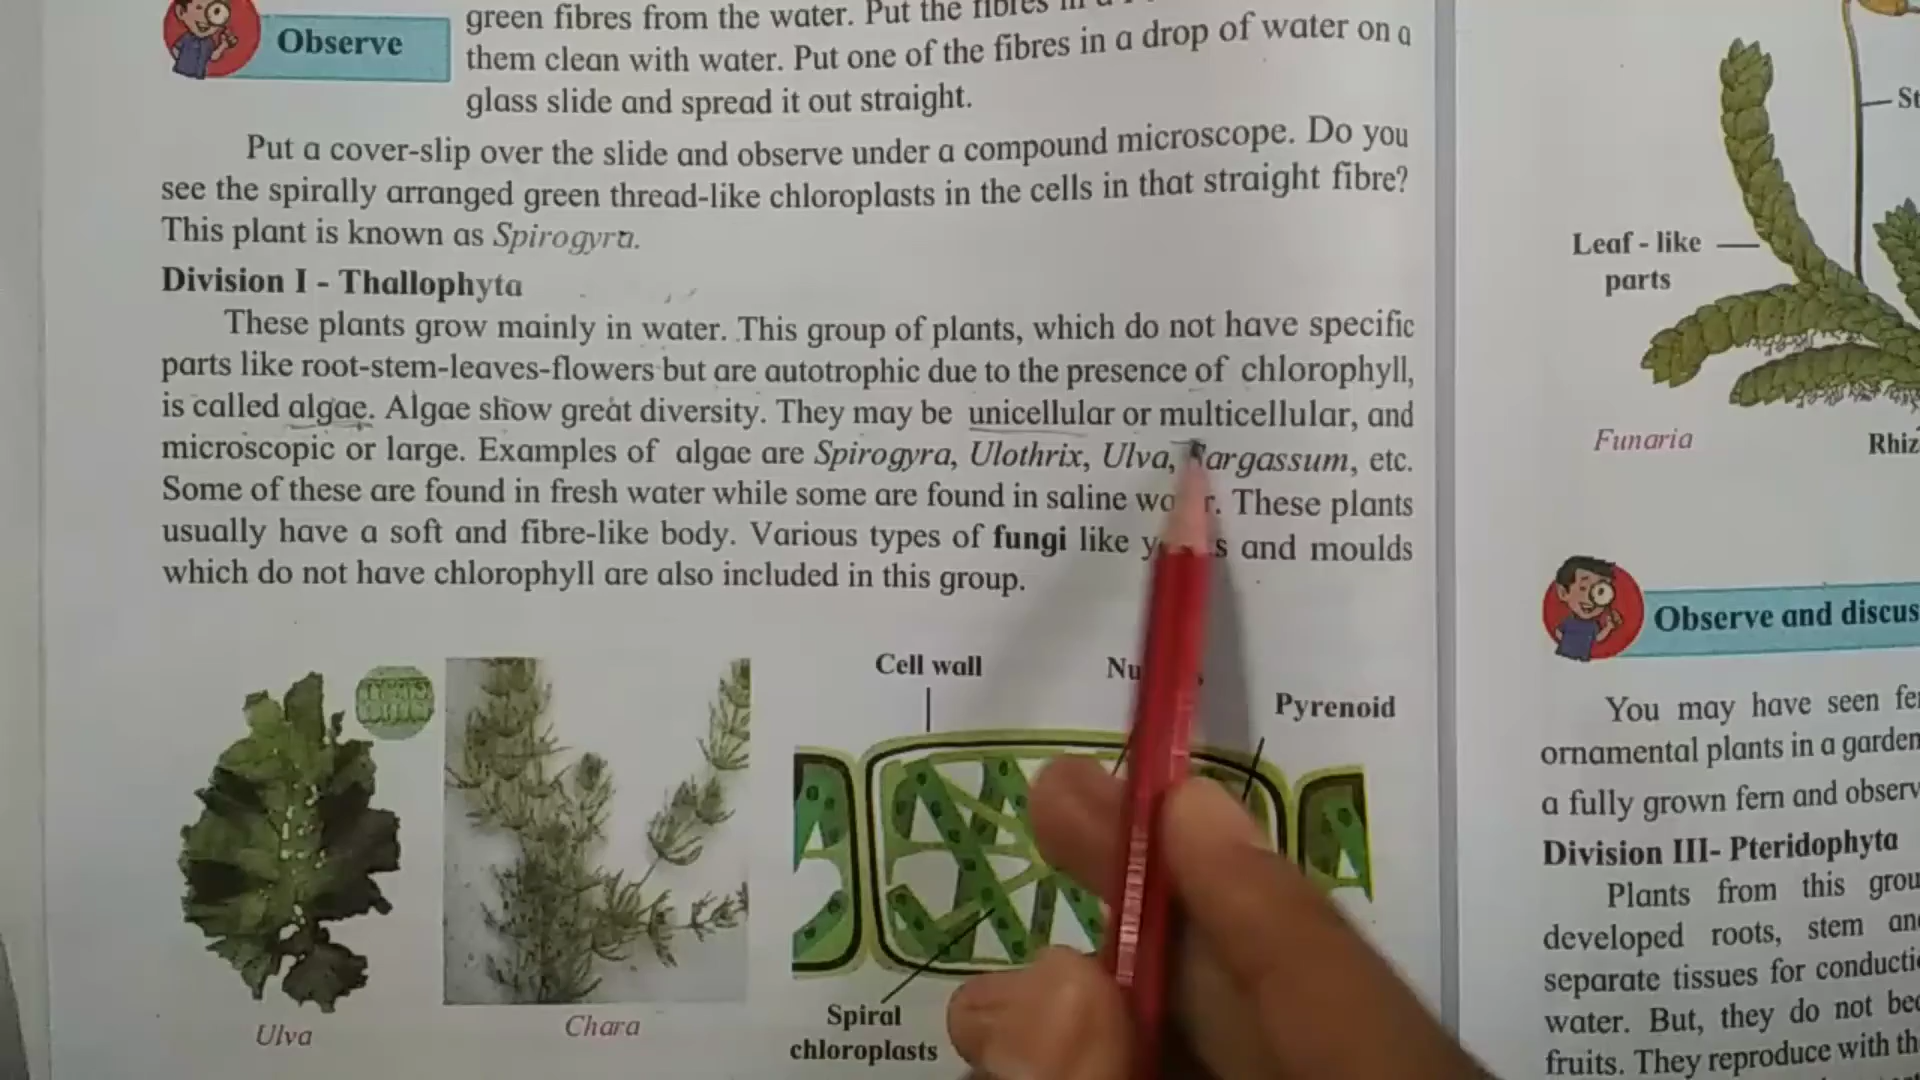 Observe
green fibres from the water. Put the fibres in a
them clean with water. Put one of the fibres in a drop of water on a
glass slide and spread it out straight.
Put a cover-slip over the slide and observe under a compound microscope. Do you
see the spirally arranged green thread-like chloroplasts in the cells in that straight fibre?
This plant is known as Spirogyra.
Division I - Thallophyta
These plants grow mainly in water. This group of plants, which do not have specific
parts like root-stem-leaves-flowers but are autotrophic due to the presence of chlorophyll,
is called algae. Algae show great diversity. They may be unicellular or multicellular, and
microscopic or large. Examples of algae are Spirogyra, Ulothrix, Ulva, Sargassum, etc.
Some of these are found in fresh water while some are found in saline These plants
usually have a soft and fibre-like body. Various types of fungi like and moulds
which do not have chlorophyll are also included in this group.
Cell wall
Pyrenoid
Spiral
chloroplasts
Ulva
Chara
Leaf - like
parts
Funaria
Observe and
You may have seen
ornamental plants in a garden
a fully grown fern and
Division III- Pteridophyta
Plants from this
developed roots, stem
separate tissues for
water. But, they do not
fruits. They reproduce with